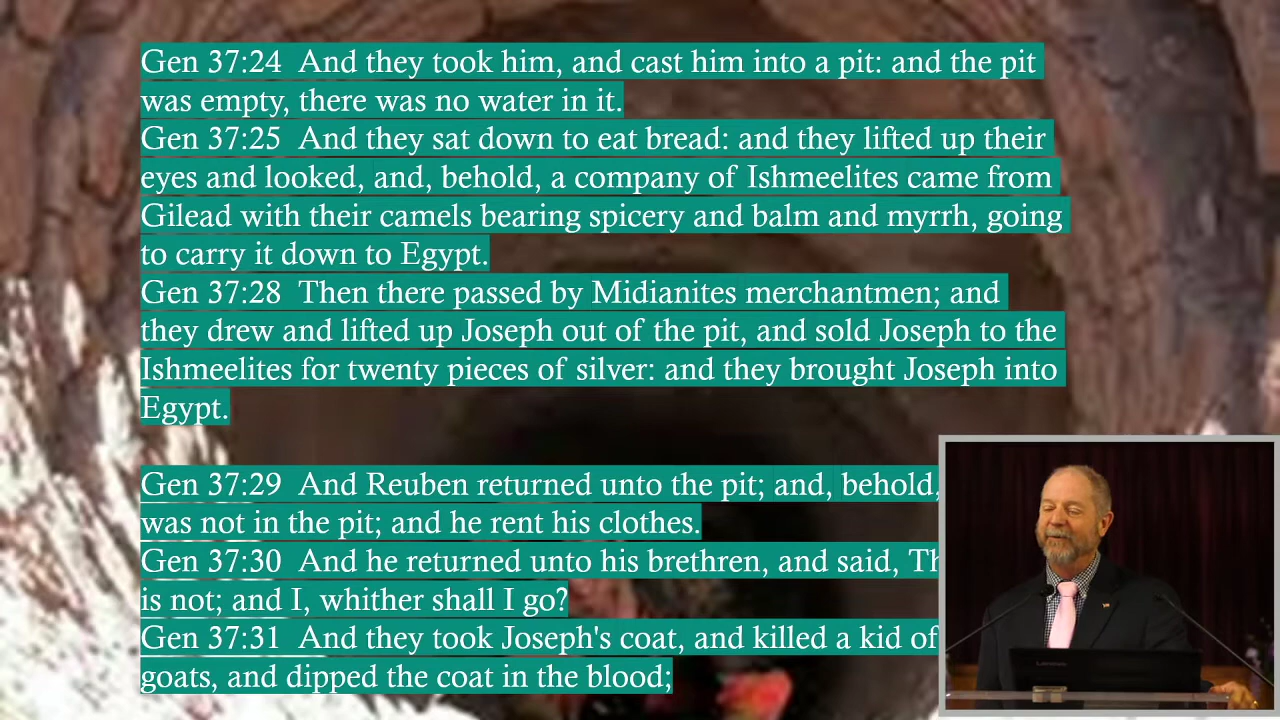 Gen 37:24  And they took him, and cast him into a pit: and the pit
was empty, there was no water in it.
Gen 37:25  And they sat down to eat bread: and they lifted up their
eyes and looked, and, behold, a company of Ishmeelites came from
Gilead with their camels bearing spicery and balm and myrrh, going
to carry it down to Egypt.
Gen 37:28  Then there passed by Midianites merchantmen; and
they drew and lifted up Joseph out of the pit, and sold Joseph to the
Ishmeelites for twenty pieces of silver: and they brought Joseph into
Egypt.
Gen 37:29  And Reuben returned unto the pit; and, behold,
was not in the pit; and he rent his clothes.
Gen 37:30  And he returned unto his brethren, and said,
is not; and I, whither shall I go?
Gen 37:31  And they took Joseph's coat, and killed a kid of
goats, and dipped the coat in the blood;
Lenovo